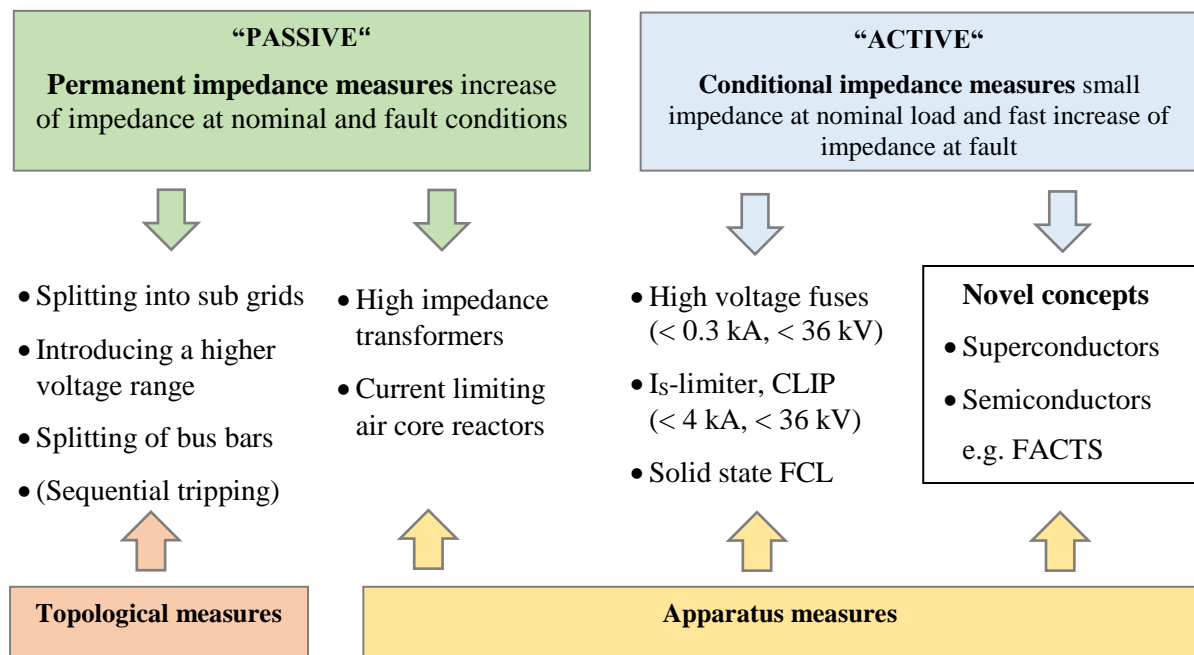 “PASSIVE“
Permanent impedance measures increase
of impedance at nominal and fault conditions
“ACTIVE“
Conditional impedance measures small
impedance at nominal load and fast increase of
impedance at fault
• Splitting into sub grids
• Introducing a higher
voltage range
• Splitting of bus bars
• (Sequential tripping)
• High impedance
transformers
• Current limiting
air core reactors
• High voltage fuses
(< 0.3 kA, < 36 kV)
• IS-limiter, CLIP
(< 4 kA, < 36 kV)
• Solid state FCL
Novel concepts
• Superconductors
• Semiconductors
e.g. FACTS
Topological measures
Apparatus measures